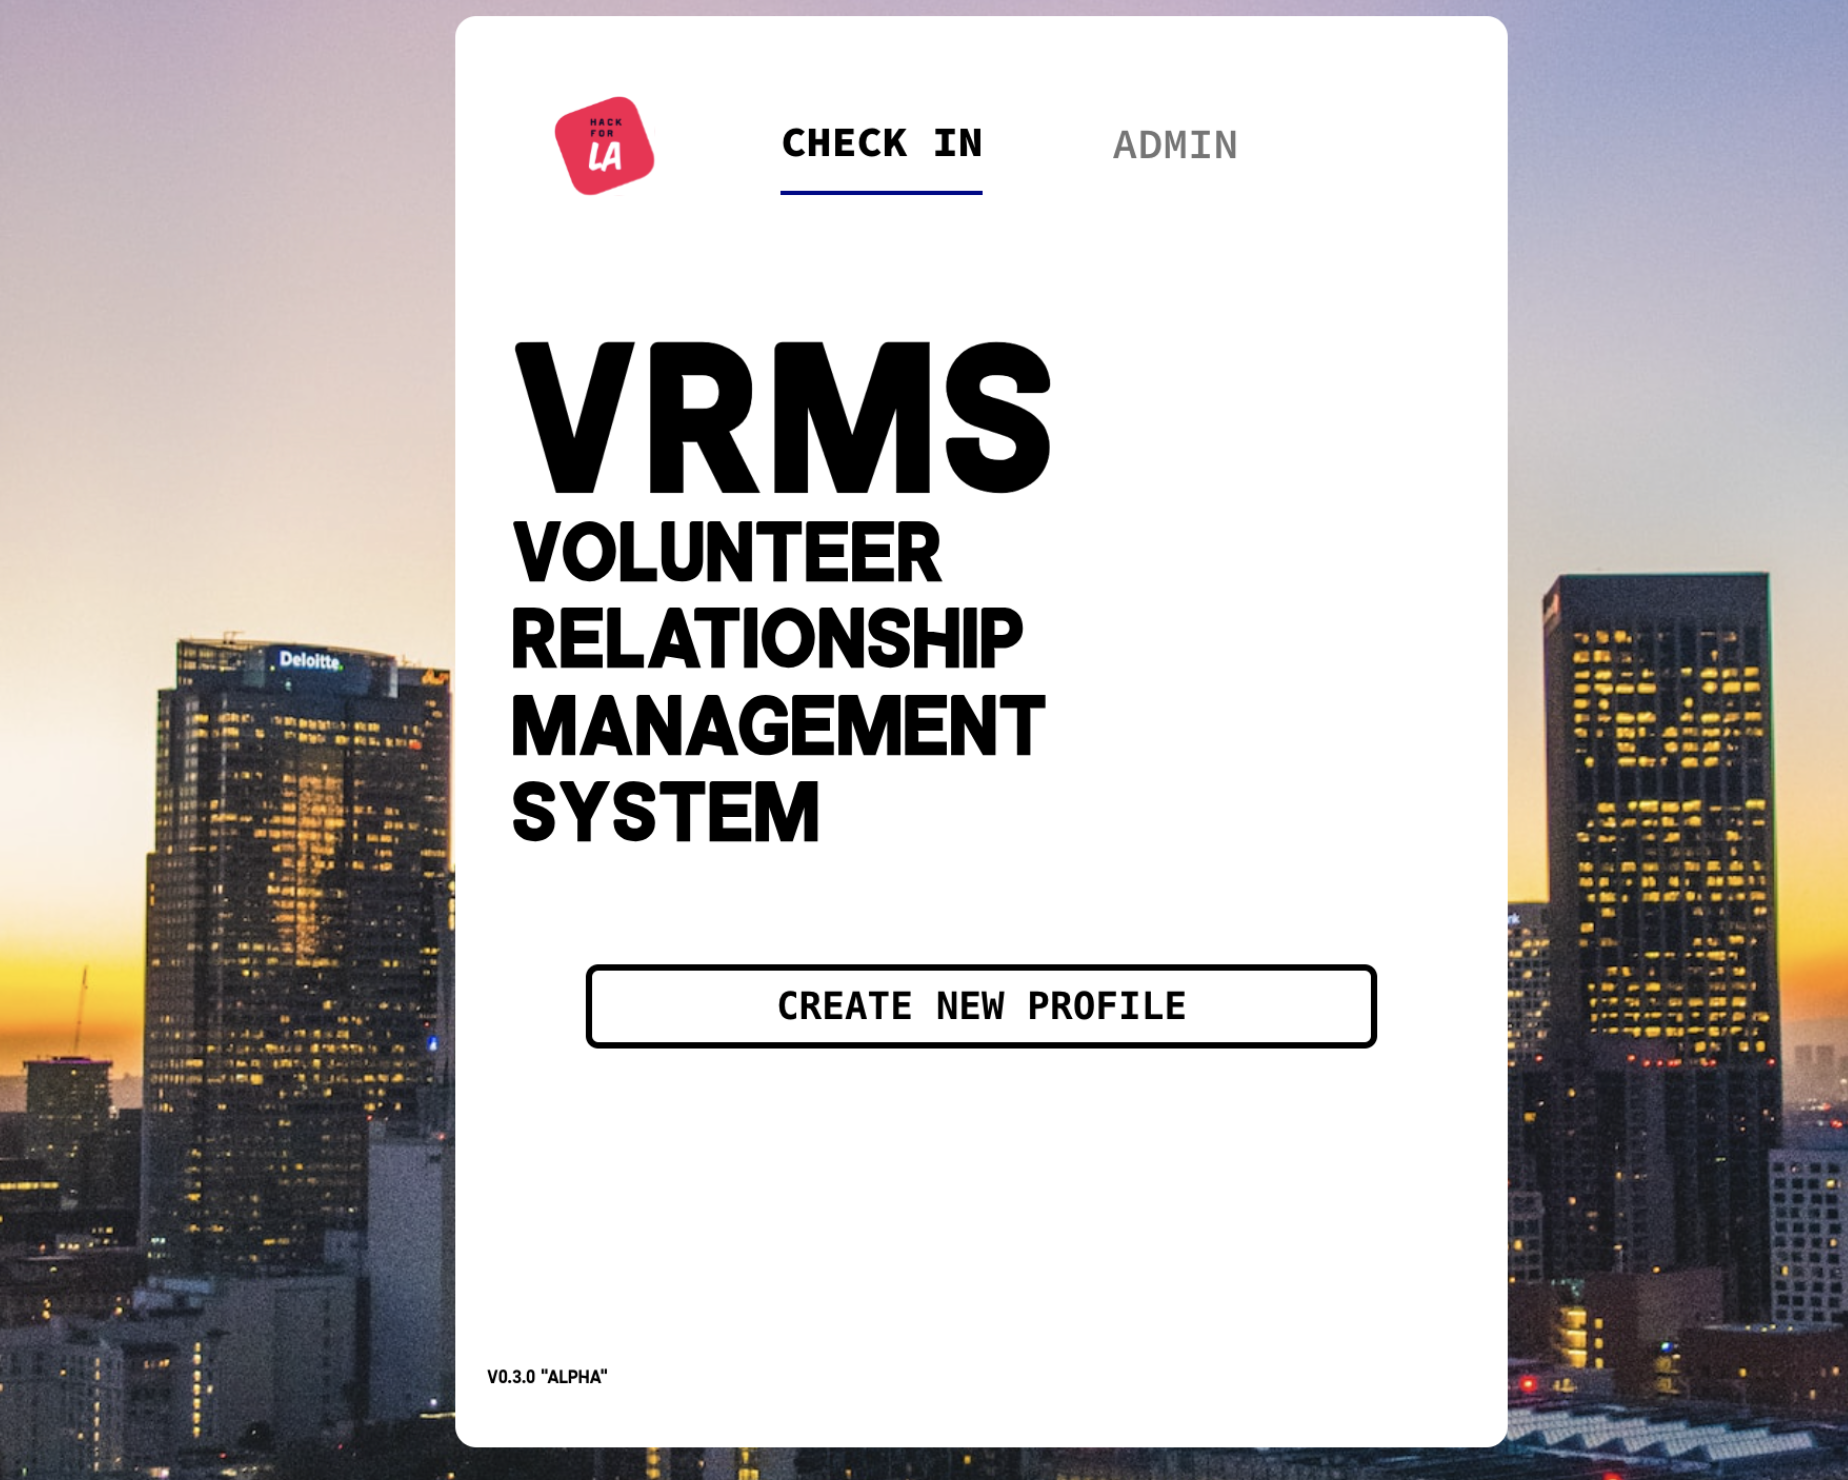 HACK
FOR
LA
CHECK IN
ADMIN
VRMS
VOLUNTEER
RELATIONSHIP
MANAGEMENT
SYSTEM
Deloitte.
CREATE NEW PROFILE
V0.3.0 "ALPHA"